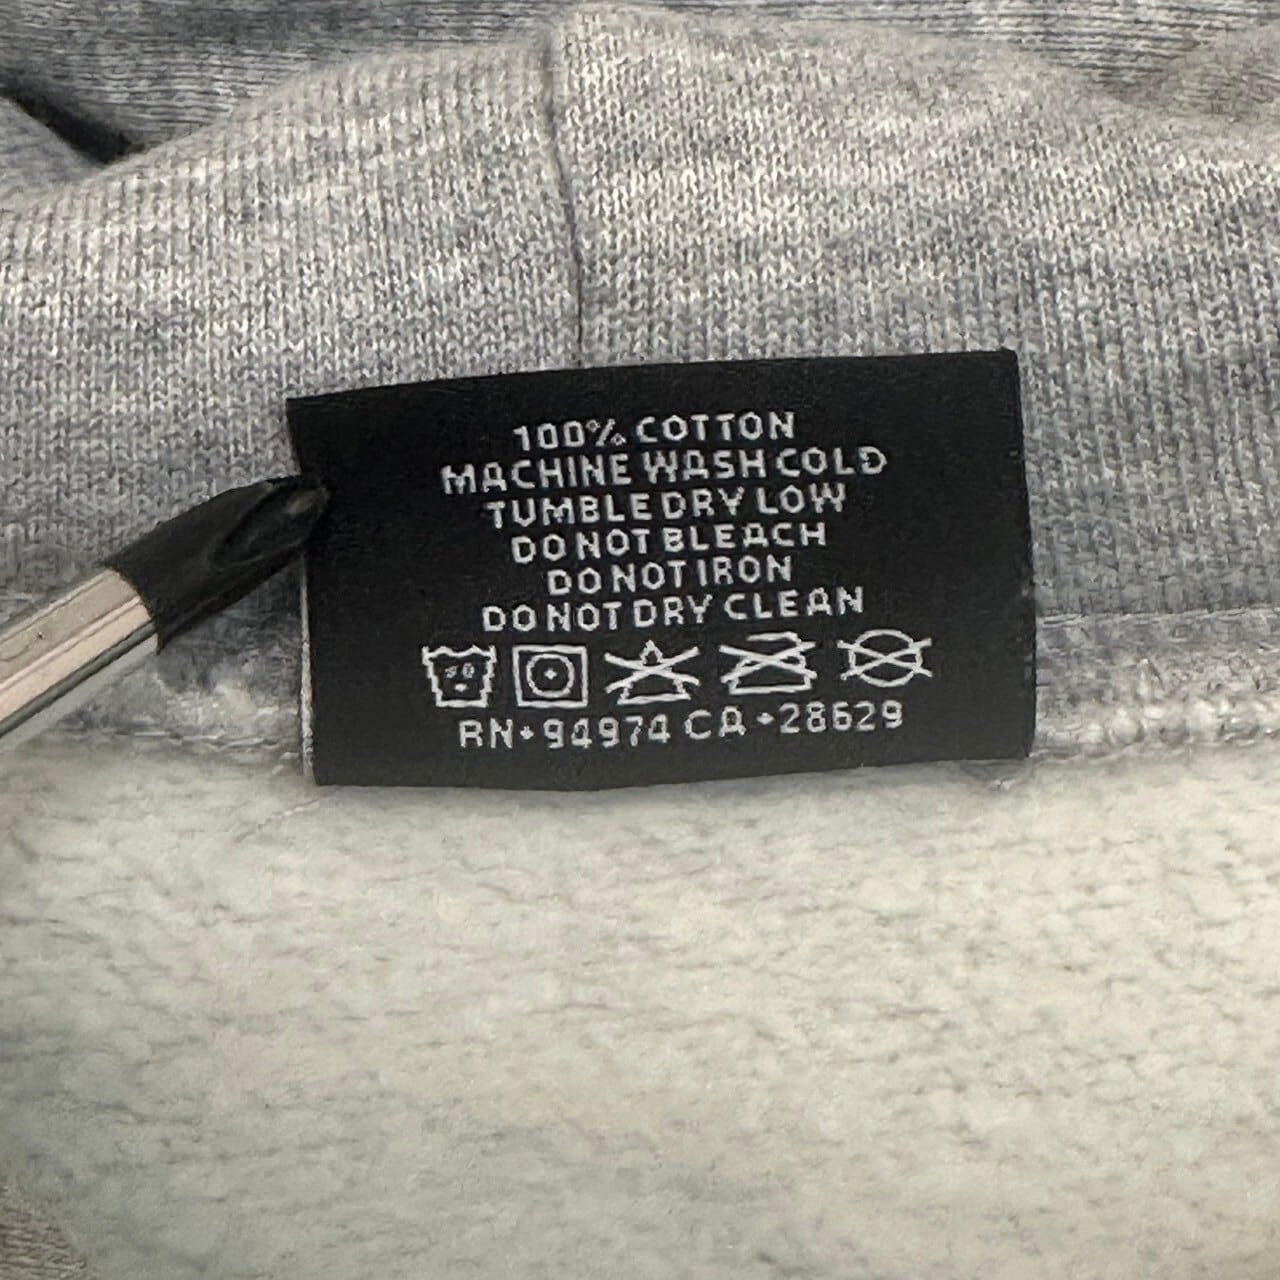 100% COTTON
MACHINE WASH COLD
TUMBLE DRY LOW
DO NOT BLEACH
DO NOT IRON
DO NOT DRY CLEAN
RN•94974 CA•28629